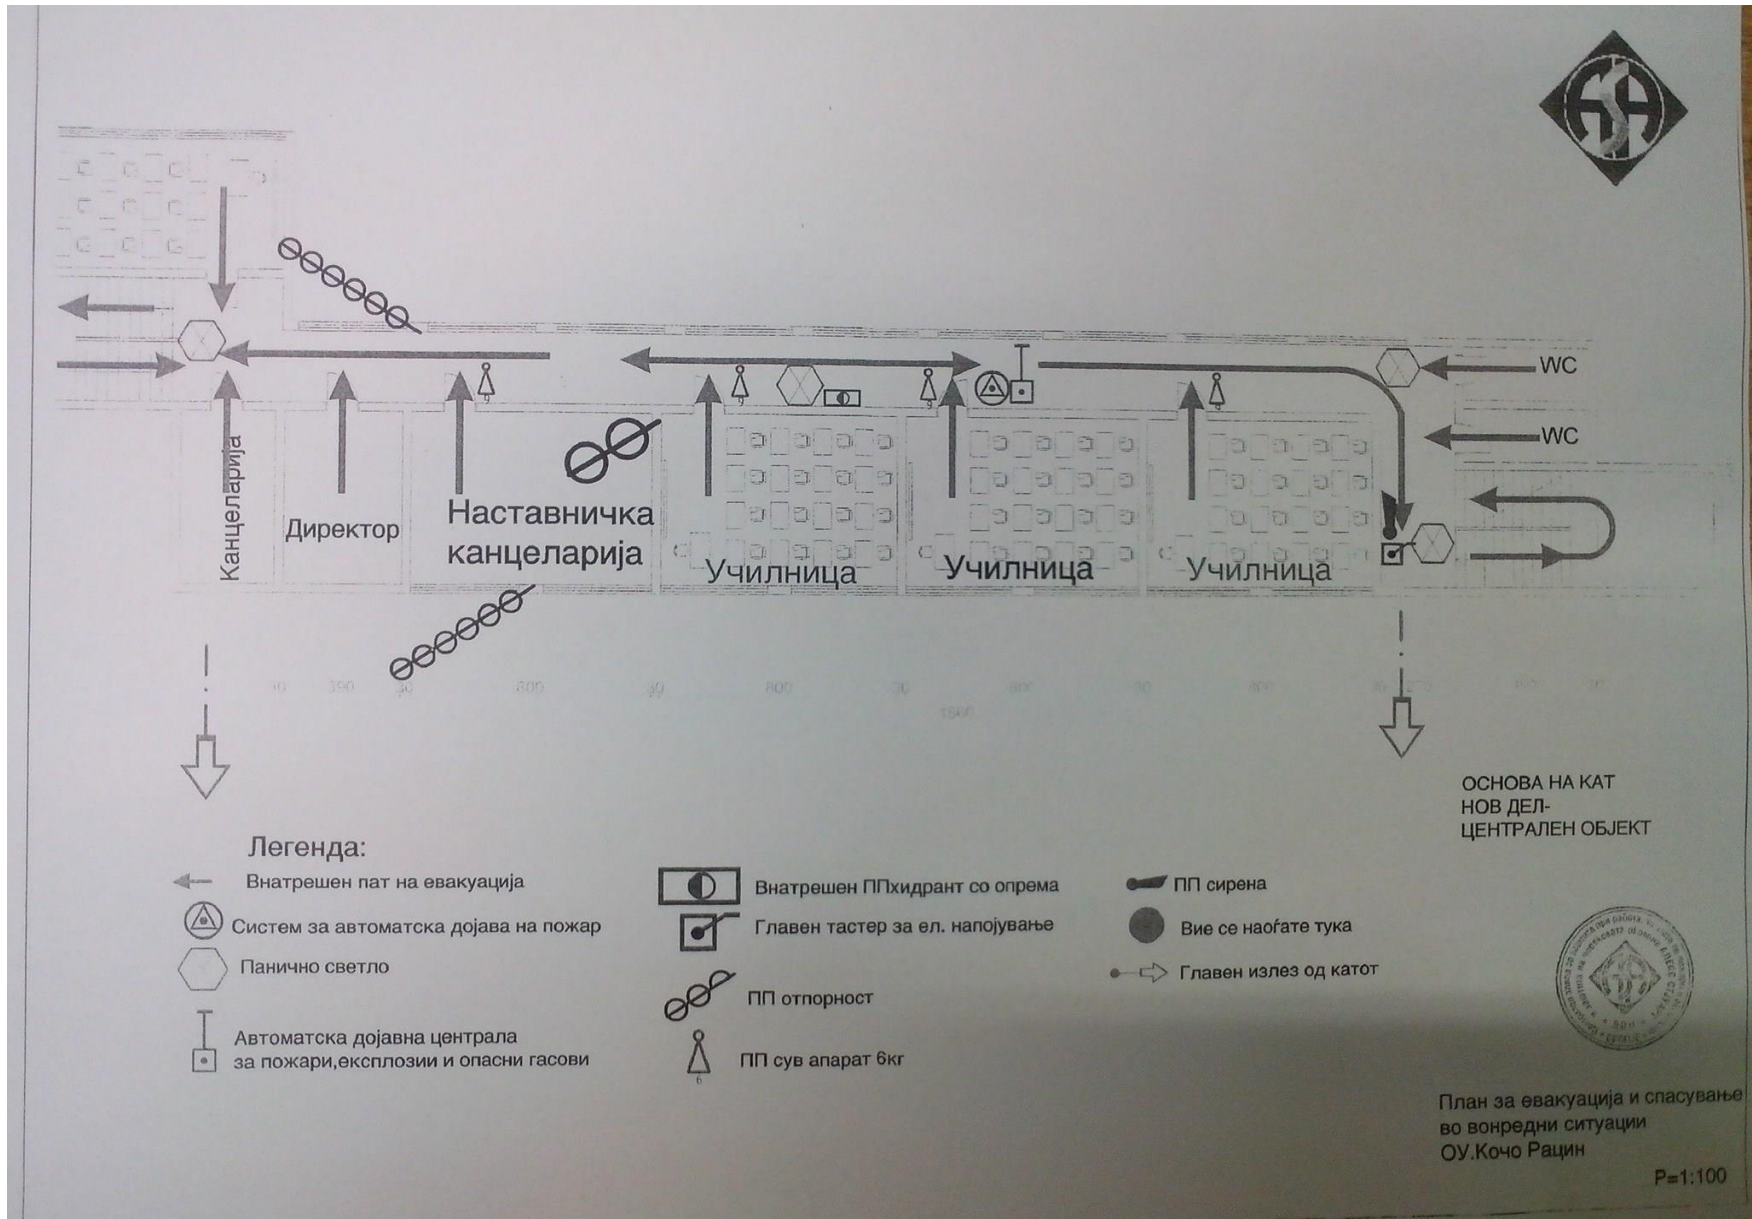 WC
WC
Канцеларија
Директор
Наставничка
канцеларија
Училница
Училница
Училница
ОСНОВА НА КАТ
НОВ ДЕЛ-
ЦЕНТРАЛЕН ОБЈЕКТ
Легенда:
Внатрешен пат на евакуација
Систем за автоматска дојава на пожар
Панично светло
Автоматска дојавна централа
за пожари,експлозии и опасни гасови
Внатрешен ППхидрант со опрема
Главен тастер за ел. напојување
ПП отпорност
ПП сув апарат 6кг
6
ПП сирена
Вие се наоѓате тука
Главен излез од катот
План за евакуација и спасување
во вонредни ситуации
ОУ.Кочо Рацин
Р=1:100